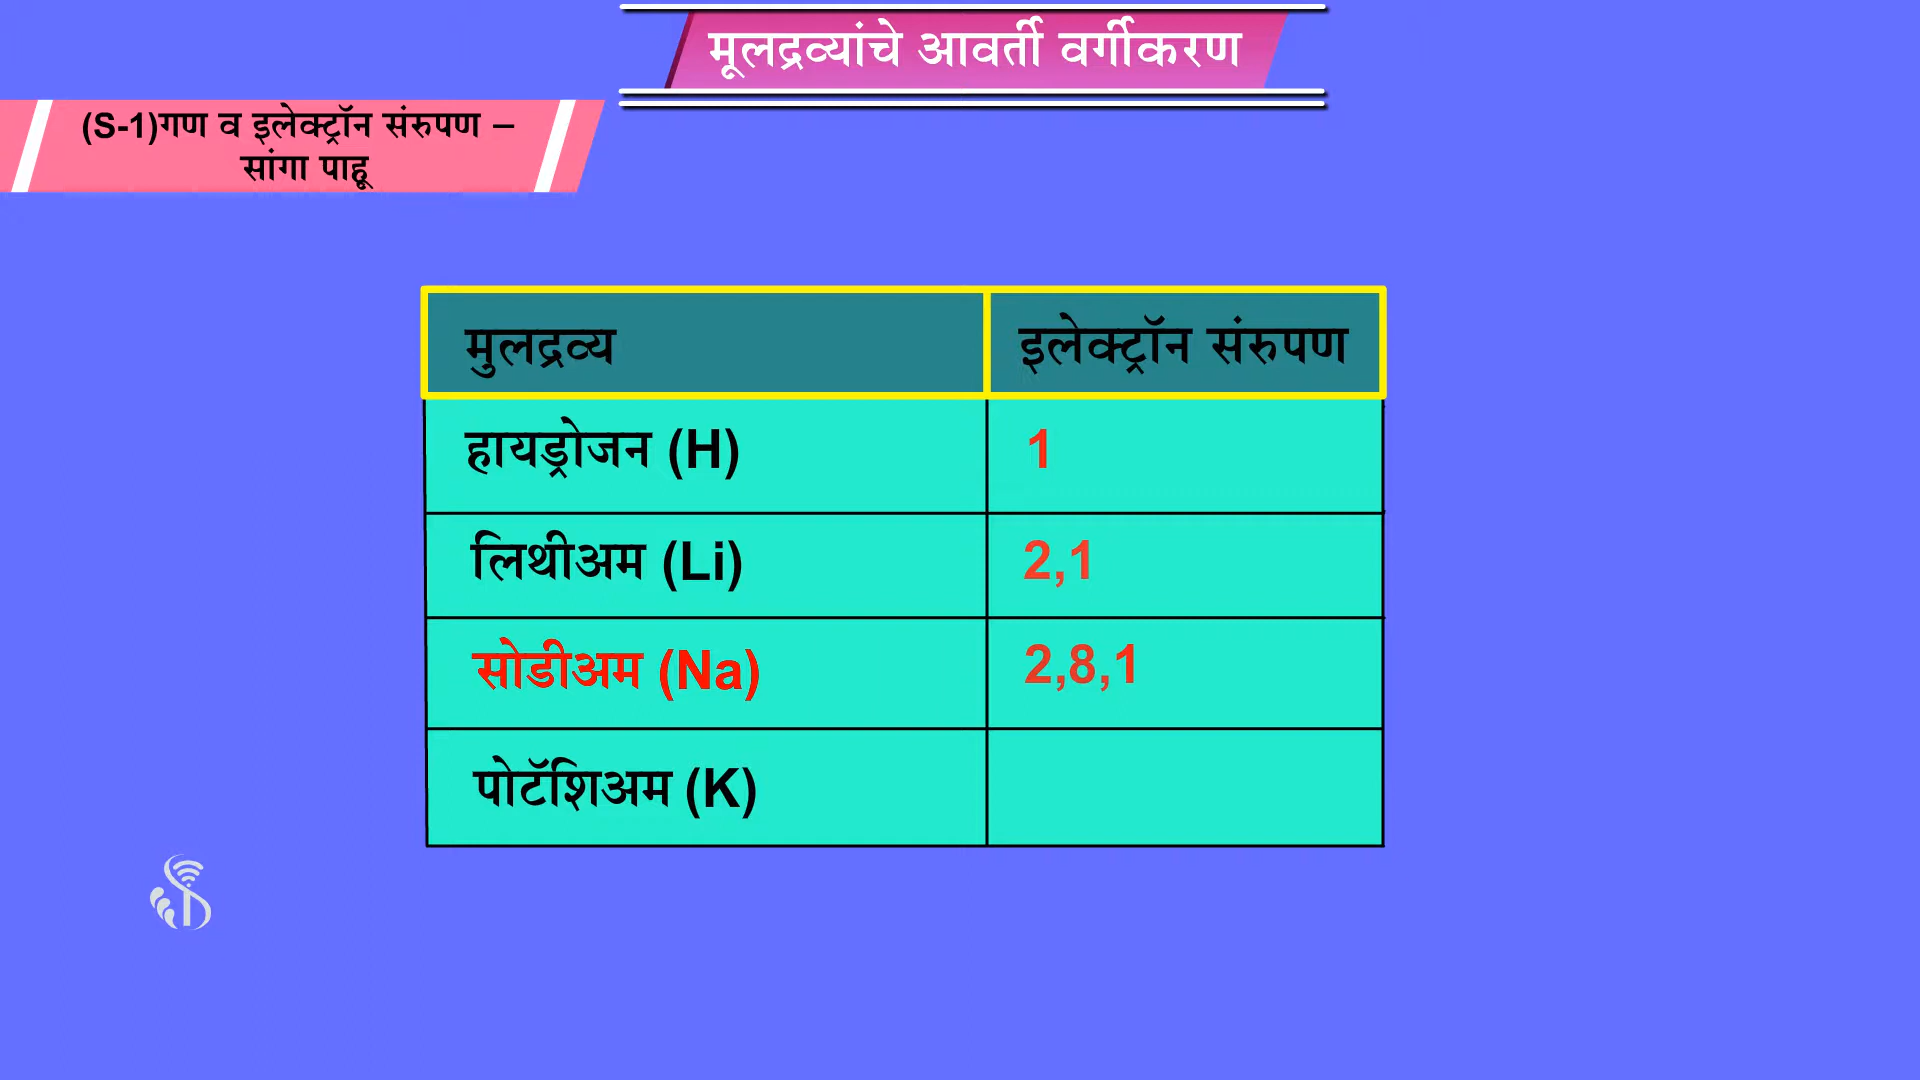 मूलद्रव्यांचे आवर्ती वर्गीकरण
(S-1)गण व इलेक्ट्रॉन संरुपण –
सांगा पाहू
मुलद्रव्य इलेक्ट्रॉन संरुपण
हायड्रोजन (H) 1
लिथीअम (Li) 2,1
सोडीअम (Na) 2,8,1
पोटॅशिअम (K)